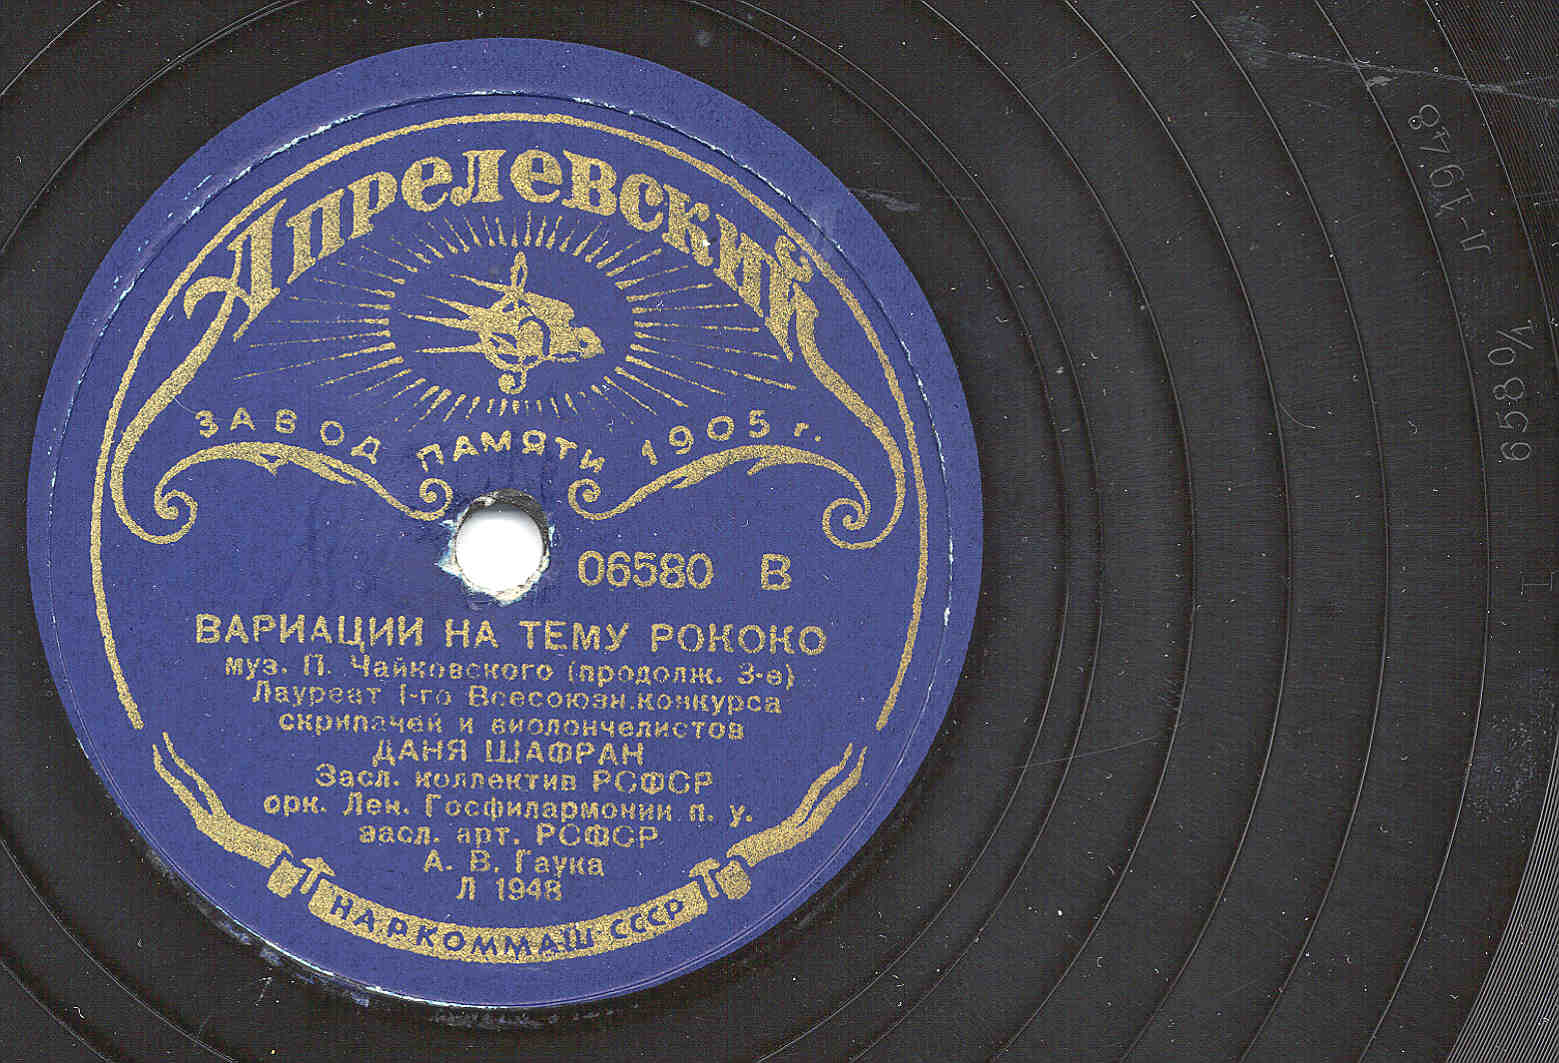 Апрелевский
ЗАВОД ПАМЯТИ 1905 г.
06580 В
ВАРИАЦИИ НА ТЕМУ РОКОКО
муз. П. Чайковского (продолж. 3-е)
Лауреат I-го Всесоюзн.конкурса
скрипачей и виолончелистов
ДАНЯ ШАФРАН
Засл. коллектив РСФСР
орк. Лен. Госфилармонии п. у.
засл. арт. РСФСР
А. В. Гаука
Л 1948
НАРКОММАШ СССР
Л-1948
6580/1